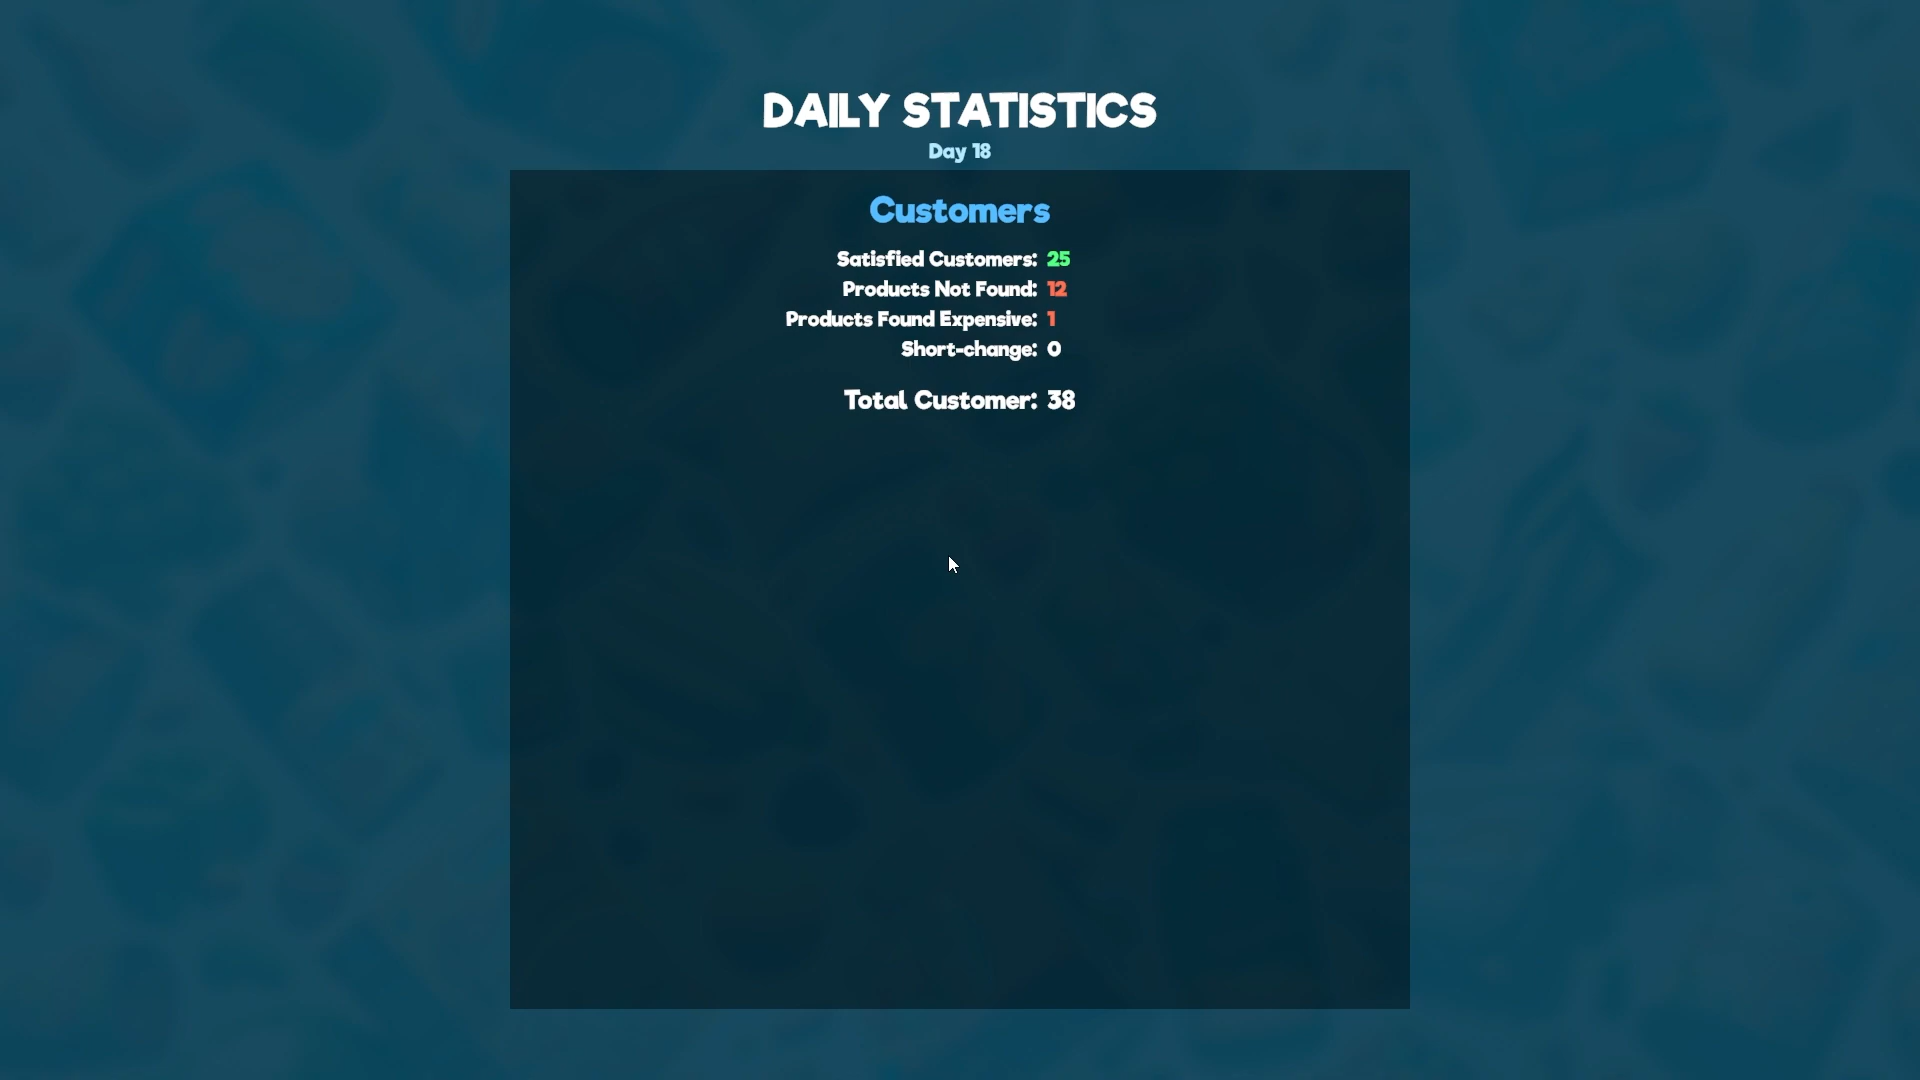 DAILY STATISTICS
Day 18
Customers
Satisfied Customers: 25
Products Not Found: 12
Products Found Expensive: 1
Short-change: 0
Total Customer: 38